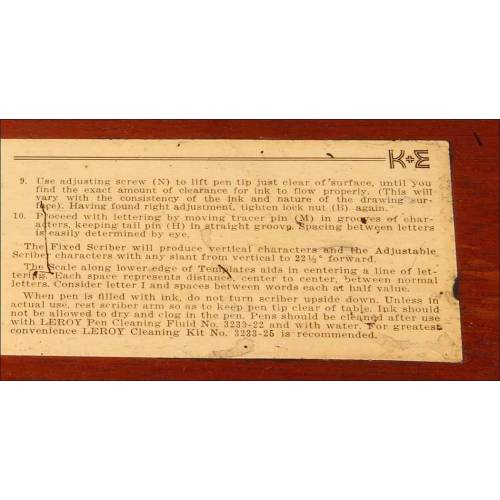 K+E
9. Use adjusting screw (N) to lift pen tip just clear of surface, until you
find the exact amount of clearance for ink to flow properly. (This will
vary with the consistency of the ink and nature of the drawing sur-
face). Having found right adjustment, tighten lock nut (B) again.
10. Proceed with lettering by moving tracer pin (M) in grooves of char-
acters, keeping tail pin (H) in straight groove. Spacing between letters
is easily determined by eye.
The Fixed Scriber will produce vertical characters and the Adjustable
Scriber characters with any slant from vertical to 22½° forward.
The Scale along lower edge of Templates aids in centering a line of let-
tering. Each space represents distance, center to center, between normal
letters. Consider letter I and spaces between words each at half value.
When pen is filled with ink, do not turn scriber upside down. Unless in
actual use, rest scriber arm so as to keep pen tip clear of table. Ink should
not be allowed to dry and clog in the pen. Pens should be cleaned after use
with LEROY Pen Cleaning Fluid No. 3233-22 and with water. For greatest
convenience LEROY Cleaning Kit No. 3233-25 is recommended.